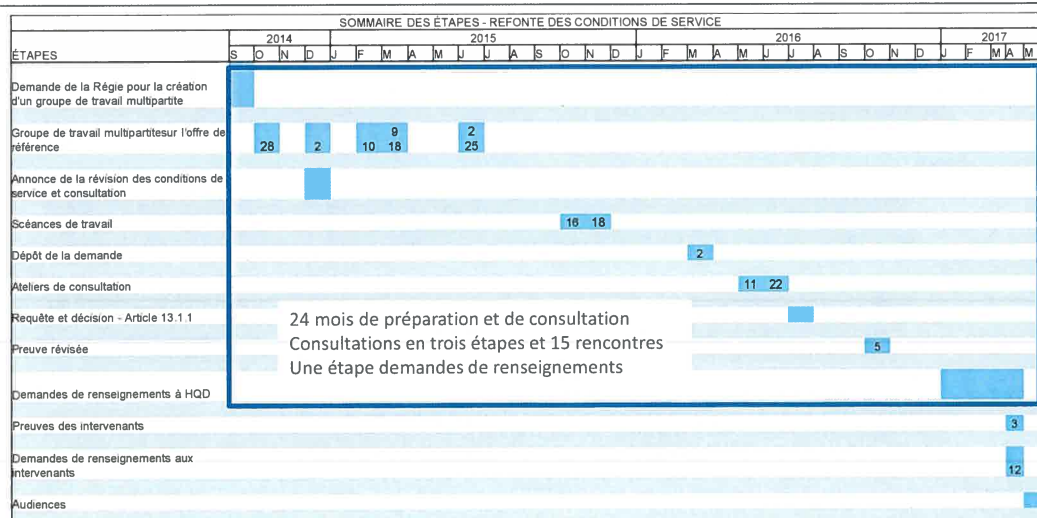 SOMMAIRE DES ÉTAPES - REFONTE DES CONDITIONS DE SERVICE
2014 2015 2016 2017
ÉTAPES S O N D J F M A M J J A S O N D J F M A M J J A S O N D J F M A M
Demande de la Régie pour la création
d'un groupe de travail multipartite
Groupe de travail multipartitesur l'offre de 9 2
référence 28 2 10 18 25
Annonce de la révision des conditions de
service et consultation
Scéances de travail 16 18
Dépôt de la demande 2
Ateliers de consultation 11 22
Requête et décision - Article 13.1.1
24 mois de préparation et de consultation
Consultations en trois étapes et 15 rencontres
Une étape demandes de renseignements
Preuve révisée 5
Demandes de renseignements à HQD
Preuves des intervenants 3
Demandes de renseignements aux
intervenants 12
Audiences